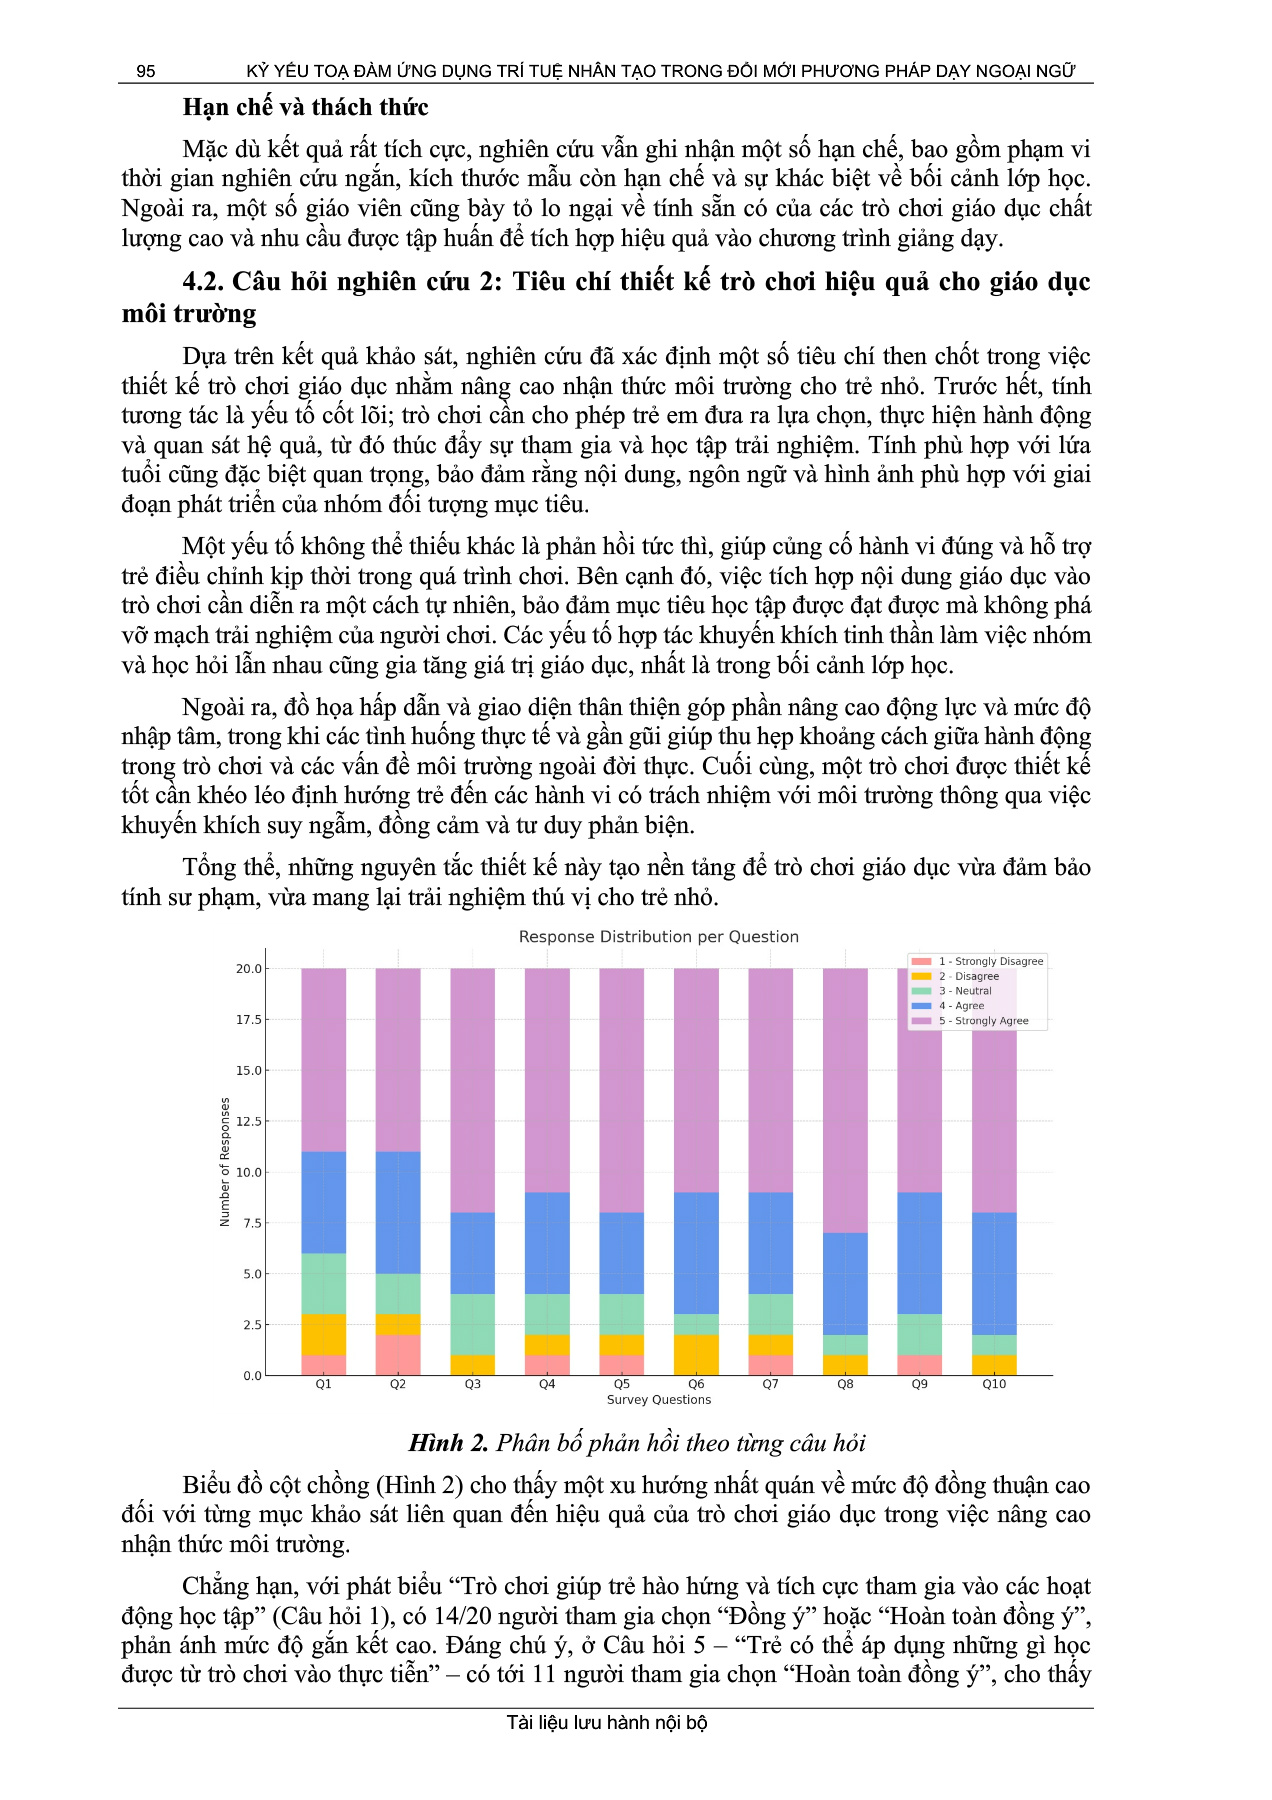 95 KỶ YẾU TOẠ ĐÀM ỨNG DỤNG TRÍ TUỆ NHÂN TẠO TRONG ĐỔI MỚI PHƯƠNG PHÁP DẠY NGOẠI NGỮ
Hạn chế và thách thức
Mặc dù kết quả rất tích cực, nghiên cứu vẫn ghi nhận một số hạn chế, bao gồm phạm vi
thời gian nghiên cứu ngắn, kích thước mẫu còn hạn chế và sự khác biệt về bối cảnh lớp học.
Ngoài ra, một số giáo viên cũng bày tỏ lo ngại về tính sẵn có của các trò chơi giáo dục chất
lượng cao và nhu cầu được tập huấn để tích hợp hiệu quả vào chương trình giảng dạy.
4.2. Câu hỏi nghiên cứu 2: Tiêu chí thiết kế trò chơi hiệu quả cho giáo dục
môi trường
Dựa trên kết quả khảo sát, nghiên cứu đã xác định một số tiêu chí then chốt trong việc
thiết kế trò chơi giáo dục nhằm nâng cao nhận thức môi trường cho trẻ nhỏ. Trước hết, tính
tương tác là yếu tố cốt lõi; trò chơi cần cho phép trẻ em đưa ra lựa chọn, thực hiện hành động
và quan sát hệ quả, từ đó thúc đẩy sự tham gia và học tập trải nghiệm. Tính phù hợp với lứa
tuổi cũng đặc biệt quan trọng, bảo đảm rằng nội dung, ngôn ngữ và hình ảnh phù hợp với giai
đoạn phát triển của nhóm đối tượng mục tiêu.
Một yếu tố không thể thiếu khác là phản hồi tức thì, giúp củng cố hành vi đúng và hỗ trợ
trẻ điều chỉnh kịp thời trong quá trình chơi. Bên cạnh đó, việc tích hợp nội dung giáo dục vào
trò chơi cần diễn ra một cách tự nhiên, bảo đảm mục tiêu học tập được đạt được mà không phá
vỡ mạch trải nghiệm của người chơi. Các yếu tố hợp tác khuyến khích tinh thần làm việc nhóm
và học hỏi lẫn nhau cũng gia tăng giá trị giáo dục, nhất là trong bối cảnh lớp học.
Ngoài ra, đồ họa hấp dẫn và giao diện thân thiện góp phần nâng cao động lực và mức độ
nhập tâm, trong khi các tình huống thực tế và gần gũi giúp thu hẹp khoảng cách giữa hành động
trong trò chơi và các vấn đề môi trường ngoài đời thực. Cuối cùng, một trò chơi được thiết kế
tốt cần khéo léo định hướng trẻ đến các hành vi có trách nhiệm với môi trường thông qua việc
khuyến khích suy ngẫm, đồng cảm và tư duy phản biện.
Tổng thể, những nguyên tắc thiết kế này tạo nền tảng để trò chơi giáo dục vừa đảm bảo
tính sư phạm, vừa mang lại trải nghiệm thú vị cho trẻ nhỏ.
Response Distribution per Question
1 - Strongly Disagree
2 - Disagree
3 - Neutral
4 - Agree
5 - Strongly Agree
Number of Responses
20.0
17.5
15.0
12.5
10.0
7.5
5.0
2.5
0.0
Q1 Q2 Q3 Q4 Q5 Q6 Q7 Q8 Q9 Q10
Survey Questions
Hình 2. Phân bố phản hồi theo từng câu hỏi
Biểu đồ cột chồng (Hình 2) cho thấy một xu hướng nhất quán về mức độ đồng thuận cao
đối với từng mục khảo sát liên quan đến hiệu quả của trò chơi giáo dục trong việc nâng cao
nhận thức môi trường.
Chẳng hạn, với phát biểu “Trò chơi giúp trẻ hào hứng và tích cực tham gia vào các hoạt
động học tập” (Câu hỏi 1), có 14/20 người tham gia chọn “Đồng ý” hoặc “Hoàn toàn đồng ý”,
phản ánh mức độ gắn kết cao. Đáng chú ý, ở Câu hỏi 5 – “Trẻ có thể áp dụng những gì học
được từ trò chơi vào thực tiễn” – có tới 11 người tham gia chọn “Hoàn toàn đồng ý”, cho thấy
Tài liệu lưu hành nội bộ